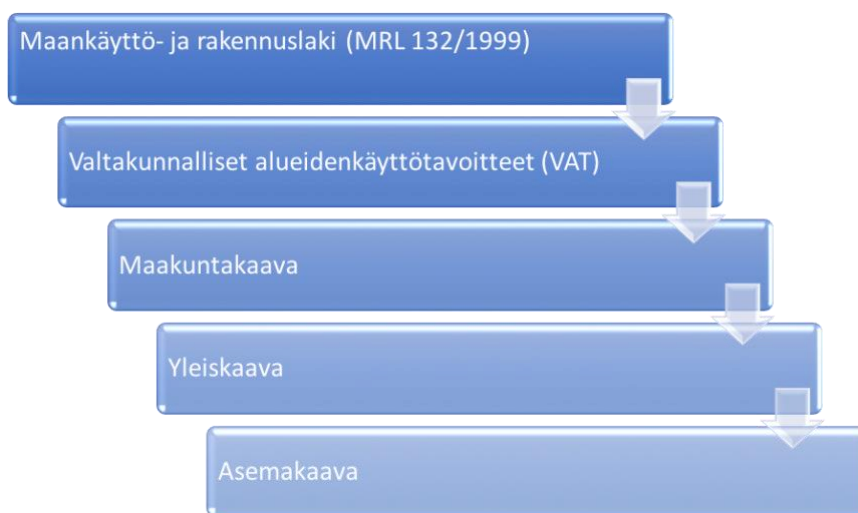 Maankäyttö- ja rakennuslaki (MRL 132/1999)
Valtakunnalliset alueidenkäyttötavoitteet (VAT)
Maakuntakaava
Yleiskaava
Asemakaava